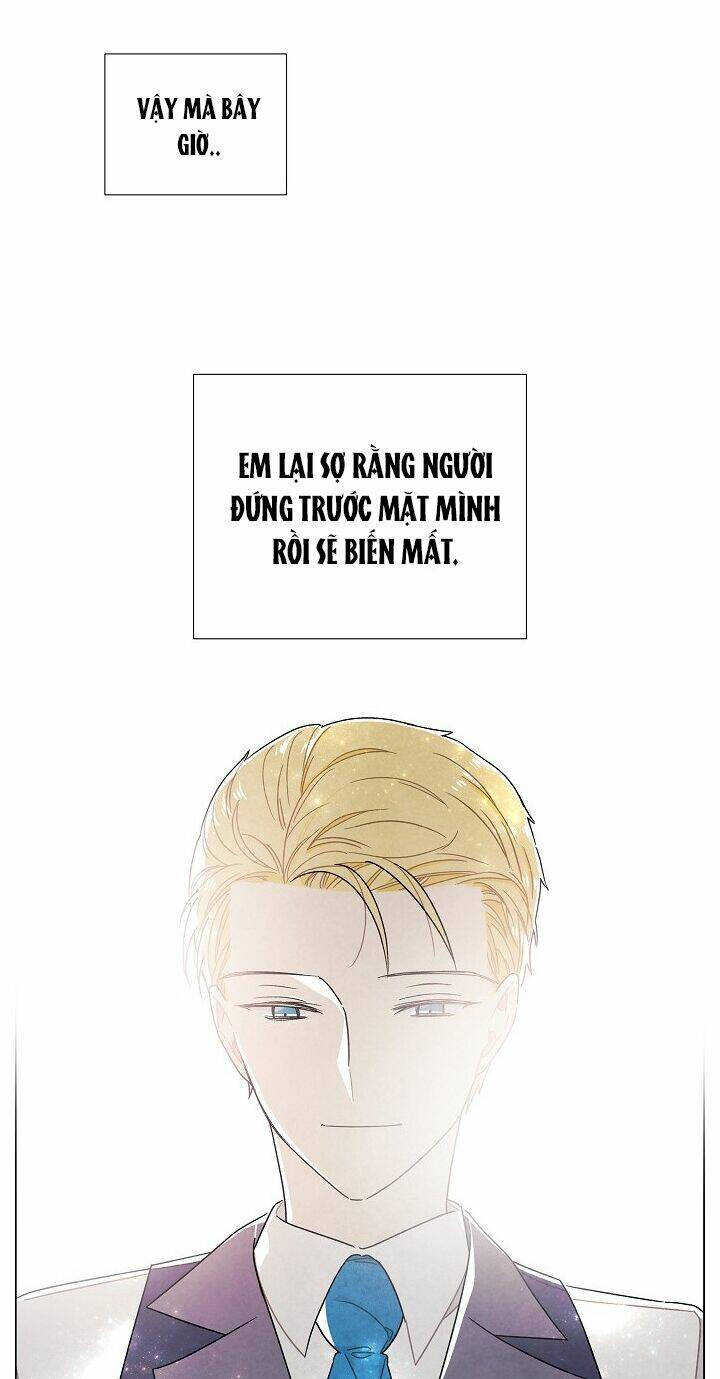 VẬY MÀ BÂY
GIỜ..
EM LẠI SỢ RẰNG NGƯỜI
ĐỨNG TRƯỚC MẶT MÌNH
RỒI SẼ BIẾN MẤT.